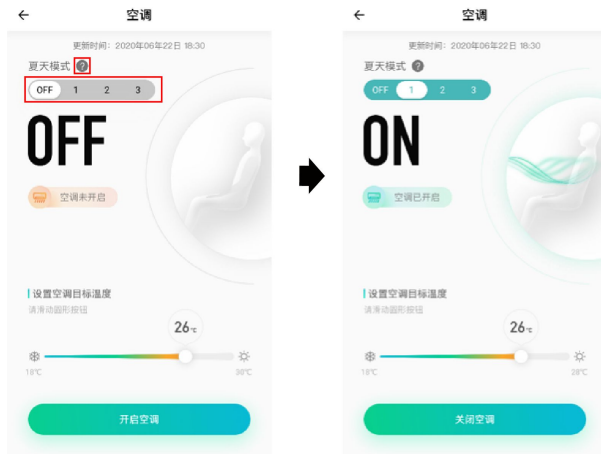 空调
更新时间：2020年06年22日 18:30
夏天模式 ?
OFF 1 2 3
OFF
空调未开启
设置空调目标温度
请滑动圆形按钮
26℃
18℃
30℃
开启空调
空调
更新时间：2020年06年22日 18:30
夏天模式 ?
OFF 1 2 3
ON
空调已开启
设置空调目标温度
请滑动圆形按钮
26℃
18℃
28℃
关闭空调